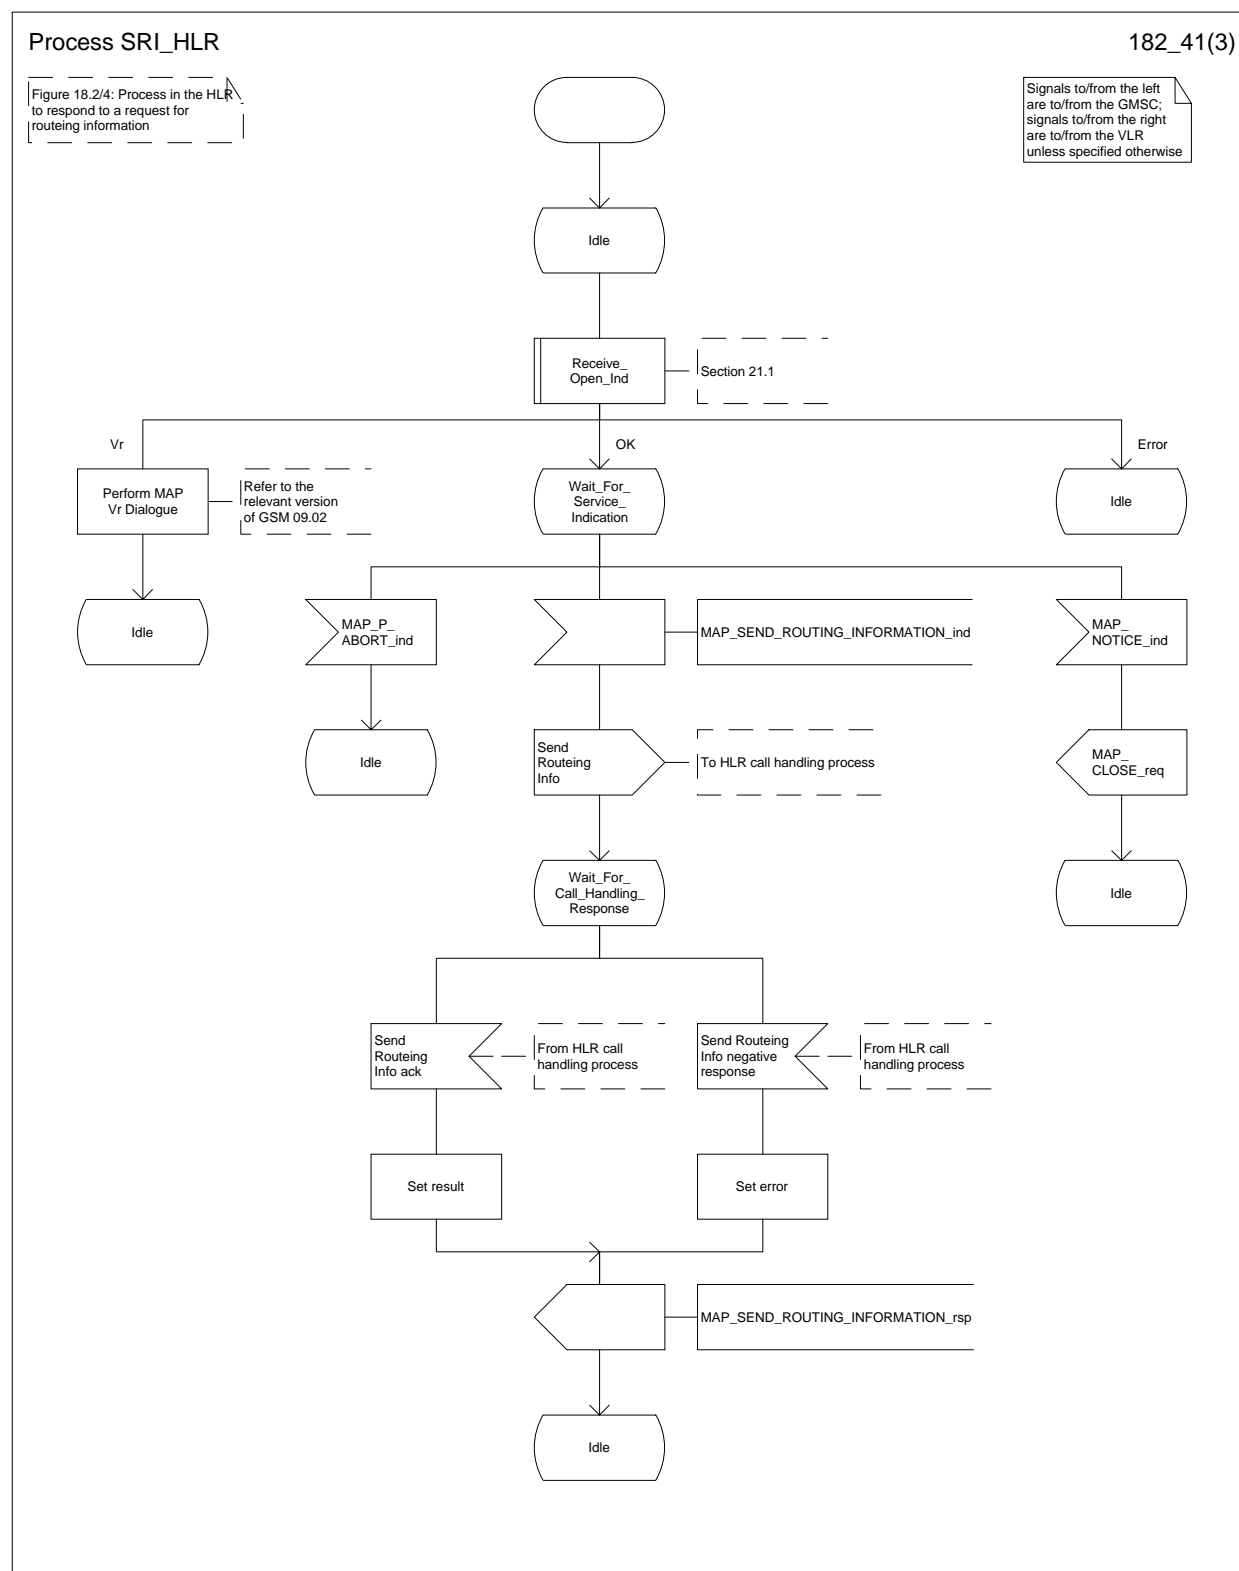 Process SRI_HLR
182_41(3)
Figure 18.2/4: Process in the HLR
to respond to a request for
routeing information
Signals to/from the left
are to/from the GMSC;
signals to/from the right
are to/from the VLR
unless specified otherwise
Idle
Receive_
Open_Ind
Section 21.1
Vr
OK
Error
Perform MAP
Vr Dialogue
Refer to the
relevant version
of GSM 09.02
Wait_For_
Service_
Indication
Idle
Idle
MAP_P_
ABORT_ind
MAP_SEND_ROUTING_INFORMATION_ind
MAP_
NOTICE_ind
Idle
Send
Routeing
Info
To HLR call handling process
MAP_
CLOSE_req
Wait_For_
Call_Handling_
Response
Idle
Send
Routeing
Info ack
From HLR call
handling process
Send Routeing
Info negative
response
From HLR call
handling process
Set result
Set error
MAP_SEND_ROUTING_INFORMATION_rsp
Idle